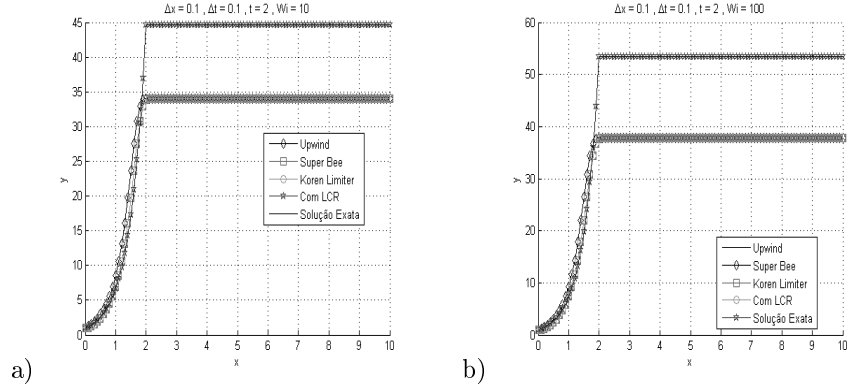 Δx = 0.1 , Δt = 0.1 , t = 2 , Wi = 10
45
40
35
30
25
20
15
10
5
0
y
0 1 2 3 4 5 6 7 8 9 10
x
Upwind
Super Bee
Koren Limiter
Com LCR
Solução Exata
a)
Δx = 0.1 , Δt = 0.1 , t = 2 , Wi = 100
60
50
40
30
20
10
0
y
0 1 2 3 4 5 6 7 8 9 10
x
Upwind
Super Bee
Koren Limiter
Com LCR
Solução Exata
b)